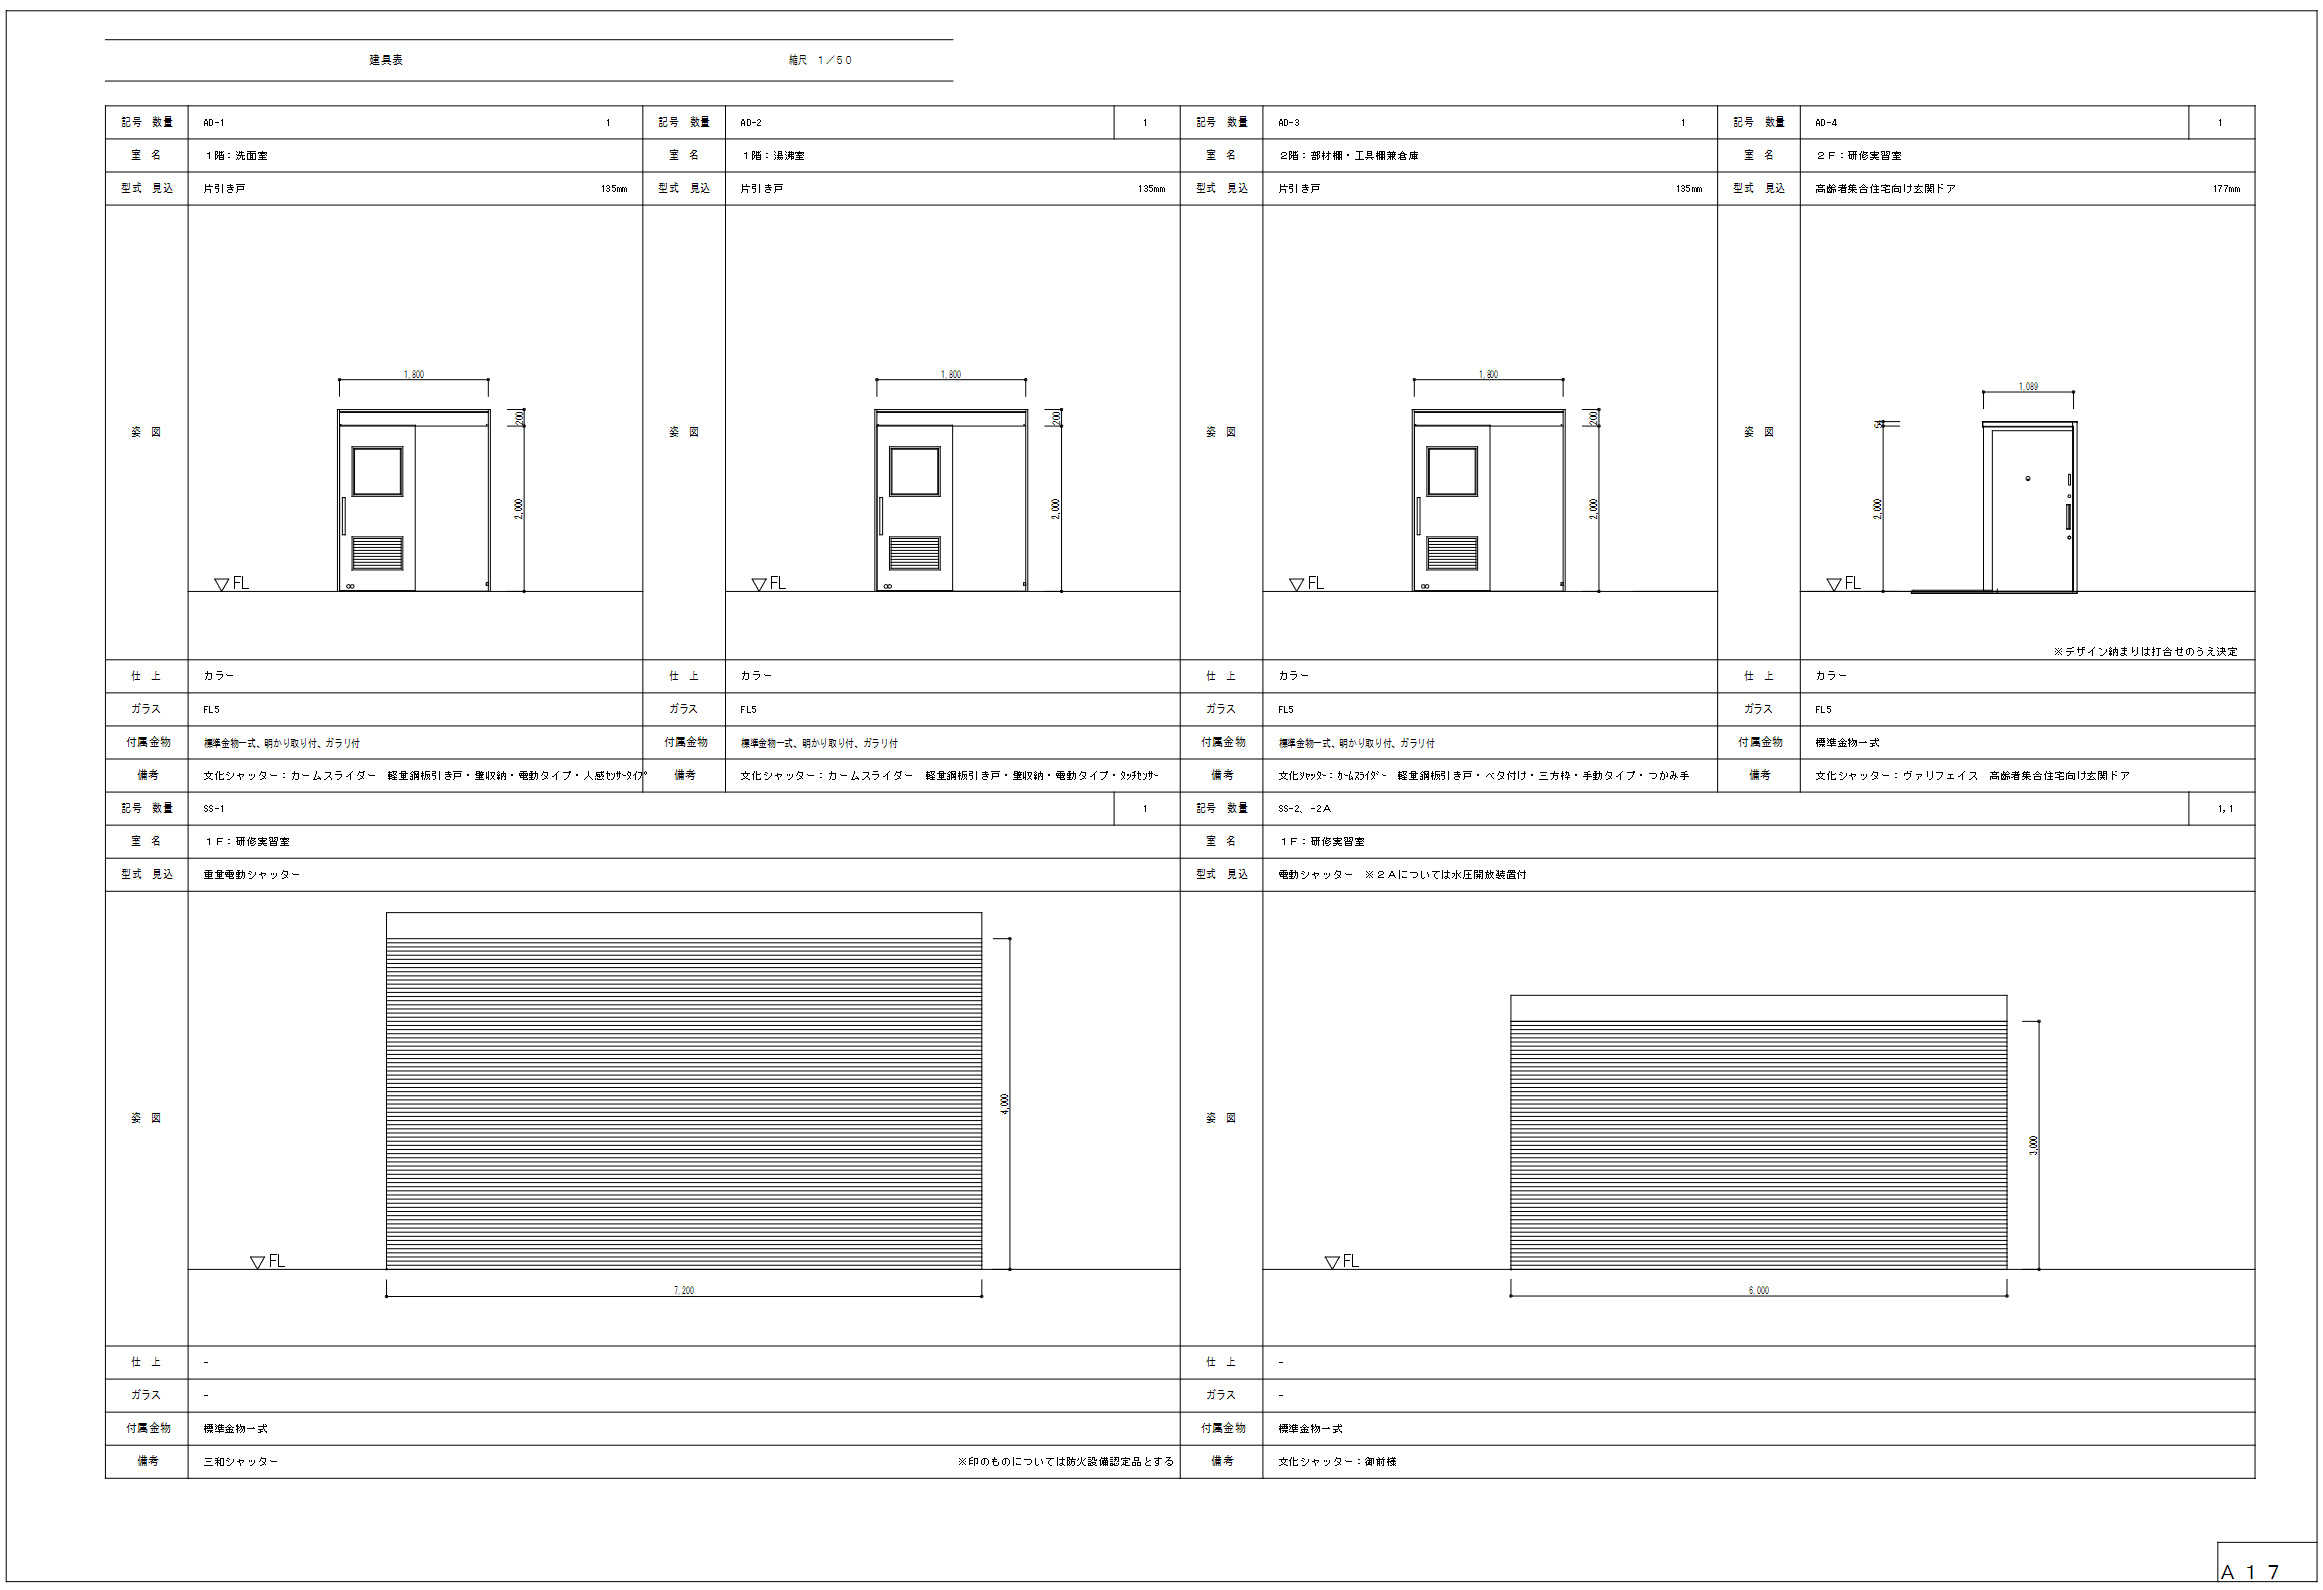 建具表 縮尺 1／50
記号 数量 AD-1 1 記号 数量 AD-2 1 記号 数量 AD-3 1 記号 数量 AD-4 1
室 名 1階：洗面室 室 名 1階：湯沸室 室 名 2階：部材棚・工具棚兼倉庫 室 名 2F：研修実習室
型式 見込 片引き戸 135mm 型式 見込 片引き戸 135mm 型式 見込 片引き戸 135mm 型式 見込 高齢者集合住宅向け玄関ドア 177mm
1,800 1,800 1,800 1,089
200 200 200 54
姿 図 姿 図 姿 図 姿 図
2,000 2,000 2,000 2,000
FL FL FL FL
※デザイン納まりは打合せのうえ決定
仕 上 カラー 仕 上 カラー 仕 上 カラー 仕 上 カラー
ガラス FL5 ガラス FL5 ガラス FL5 ガラス FL5
付属金物 標準金物一式、明かり取り付、ガラリ付 付属金物 標準金物一式、明かり取り付、ガラリ付 付属金物 標準金物一式、明かり取り付、ガラリ付 付属金物 標準金物一式
備考 文化シャッター：カームスライダー 軽量鋼板引き戸・壁収納・電動タイプ・人感ｾﾝｻｰﾀｲﾌﾟ 備考 文化シャッター：カームスライダー 軽量鋼板引き戸・壁収納・電動タイプ・ﾀｯﾁｾﾝｻｰ 備考 文化ｼｬｯﾀｰ：ｶｰﾑｽﾗｲﾀﾞｰ 軽量鋼板引き戸・ベタ付け・三方枠・手動タイプ・つかみ手 備考 文化シャッター：ヴァリフェイス 高齢者集合住宅向け玄関ドア
記号 数量 SS-1 1 記号 数量 SS-2、-2A 1,1
室 名 1F：研修実習室 室 名 1F：研修実習室
型式 見込 重量電動シャッター 型式 見込 電動シャッター ※2Aについては水圧開放装置付
姿 図 4,000 姿 図 3,000
FL FL
7,200 6,000
仕 上 - 仕 上 -
ガラス - ガラス -
付属金物 標準金物一式 付属金物 標準金物一式
備考 三和シャッター ※印のものについては防火設備認定品とする 備考 文化シャッター：御前様
A17